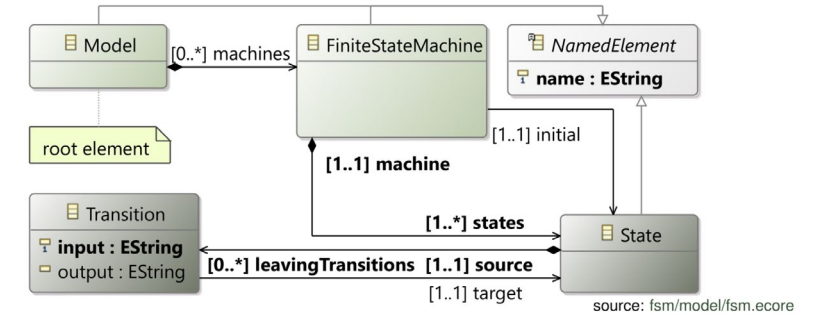 Model
[0..*] machines
FiniteStateMachine
NamedElement
name : EString
root element
[1..1] initial
[1..1] machine
Transition
input : EString
output : EString
[1..*] states
State
[0..*] leavingTransitions [1..1] source
[1..1] target
source: fsm/model/fsm.ecore